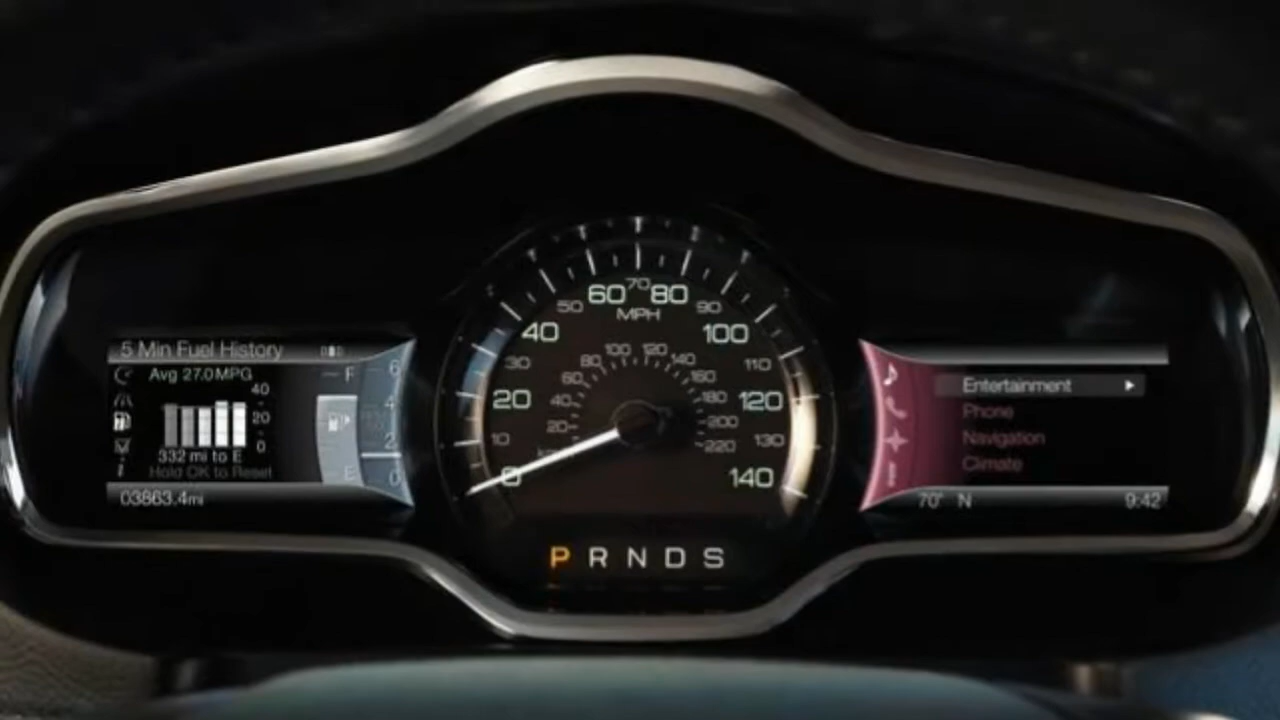 5 Min Fuel History
Avg 27.0MPG
40
20
0
332 mi to E
Hold OK to Reset
03863.4mi
F
E
6
4
2
0
0
10
20
30
40
50
60
70
80
90
100
110
120
130
140
MPH
20
40
60
80
100
120
140
160
180
200
220
P R N D S
Entertainment
Phone
Navigation
Climate
70° N
9:42